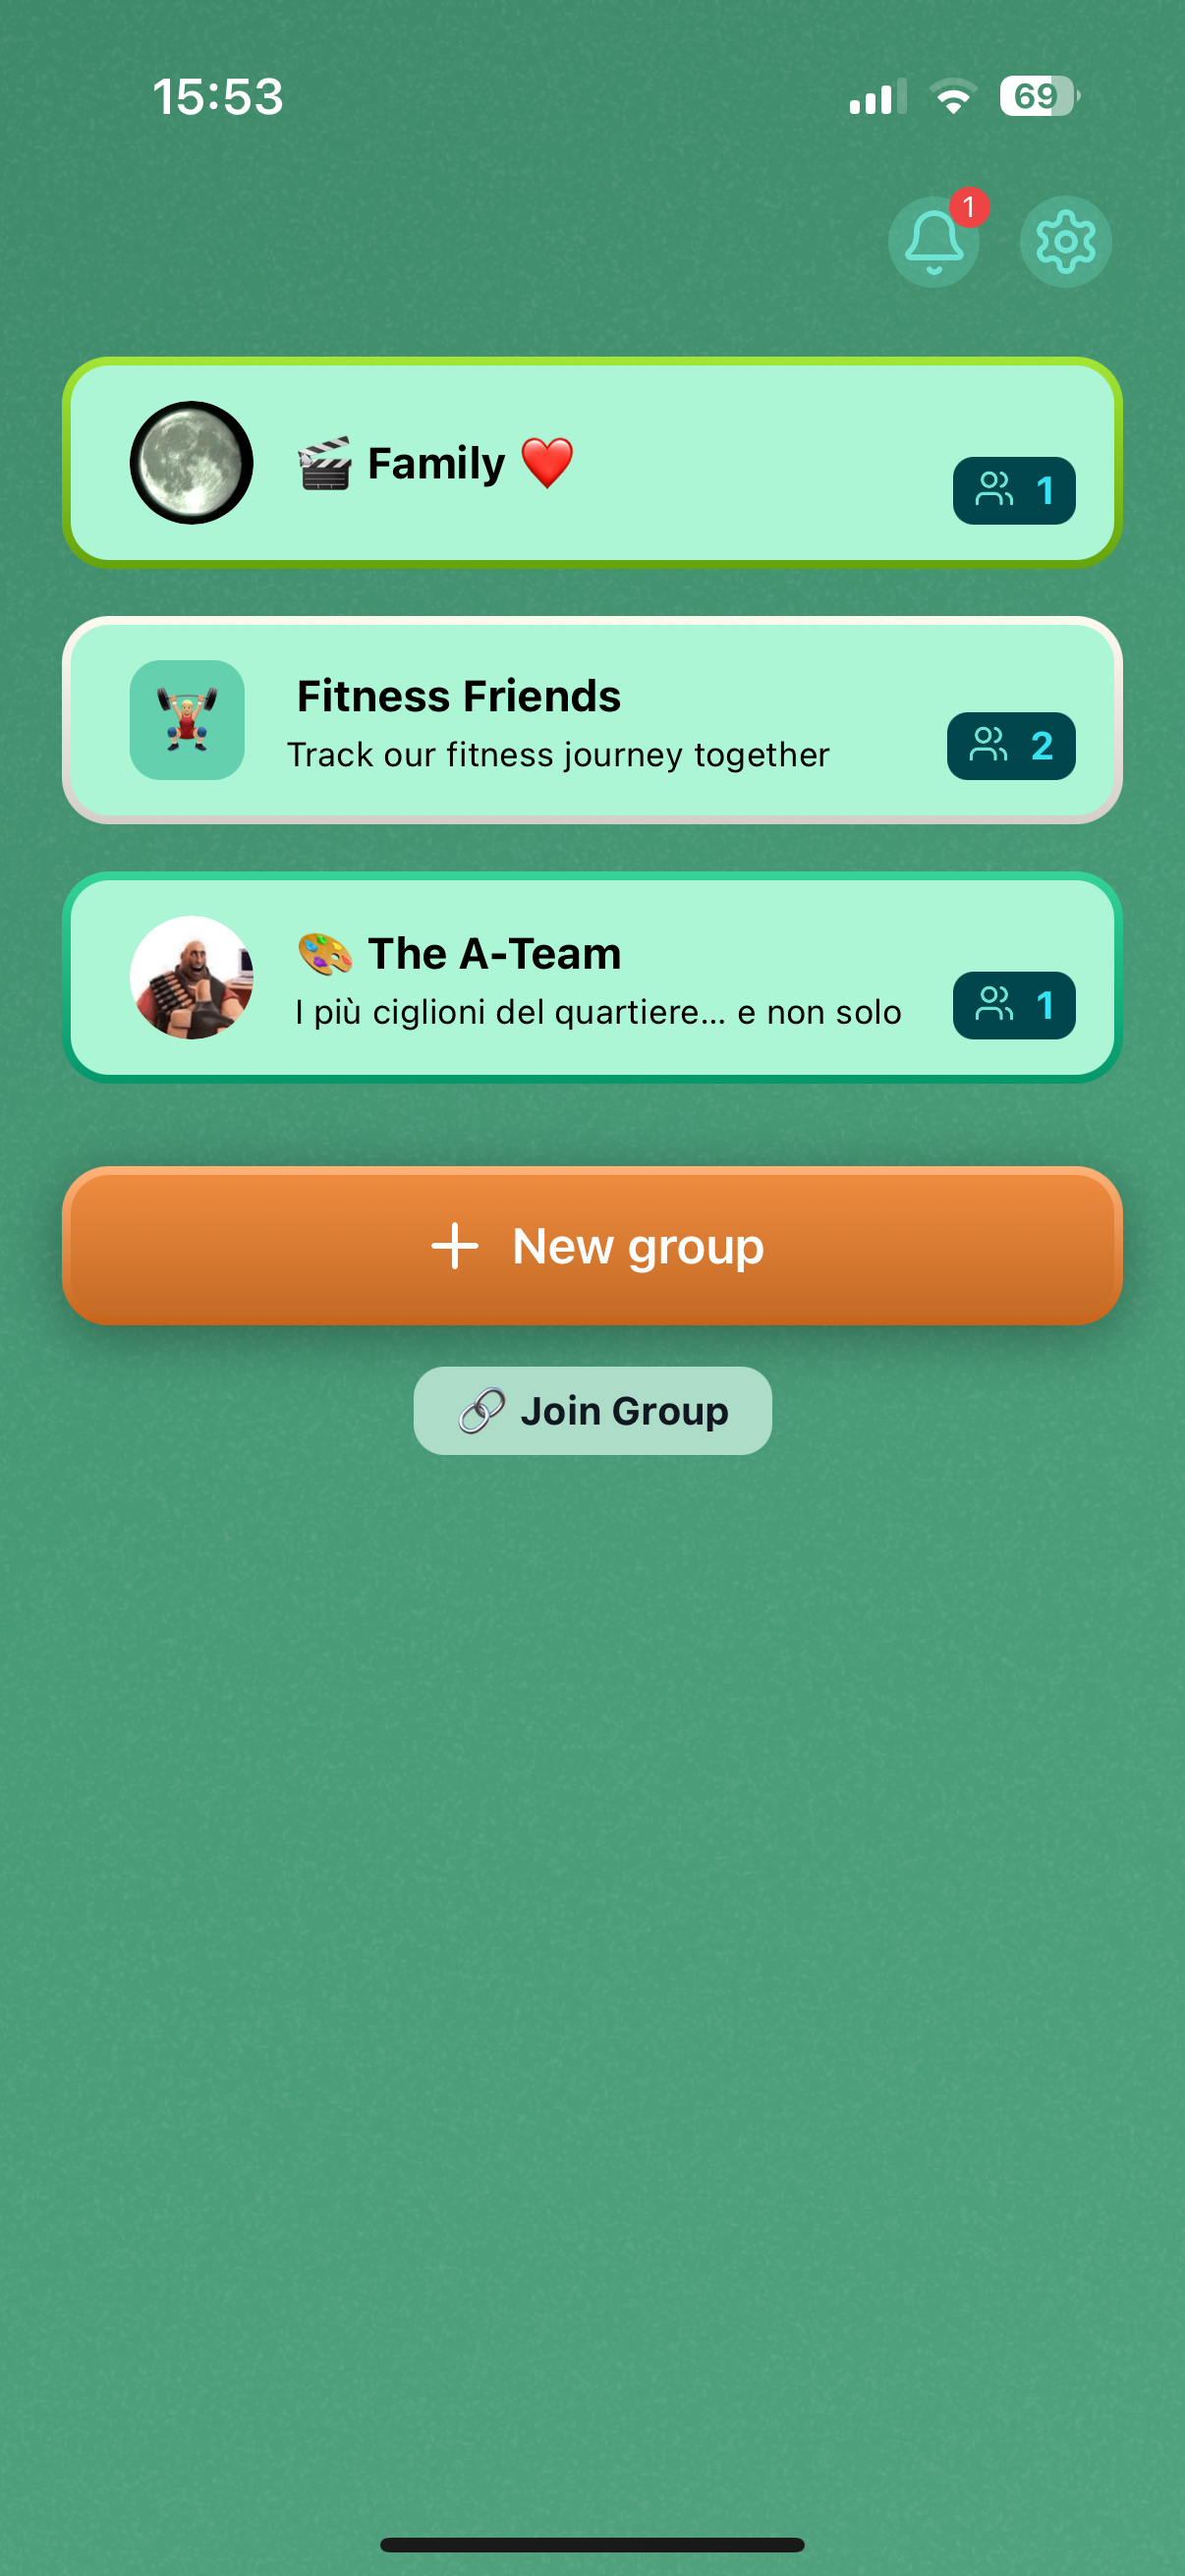 15:53
69
1
🎬 Family ❤️
1
Fitness Friends
Track our fitness journey together
2
🎨 The A-Team
I più ciglioni del quartiere... e non solo
1
+ New group
🔗 Join Group